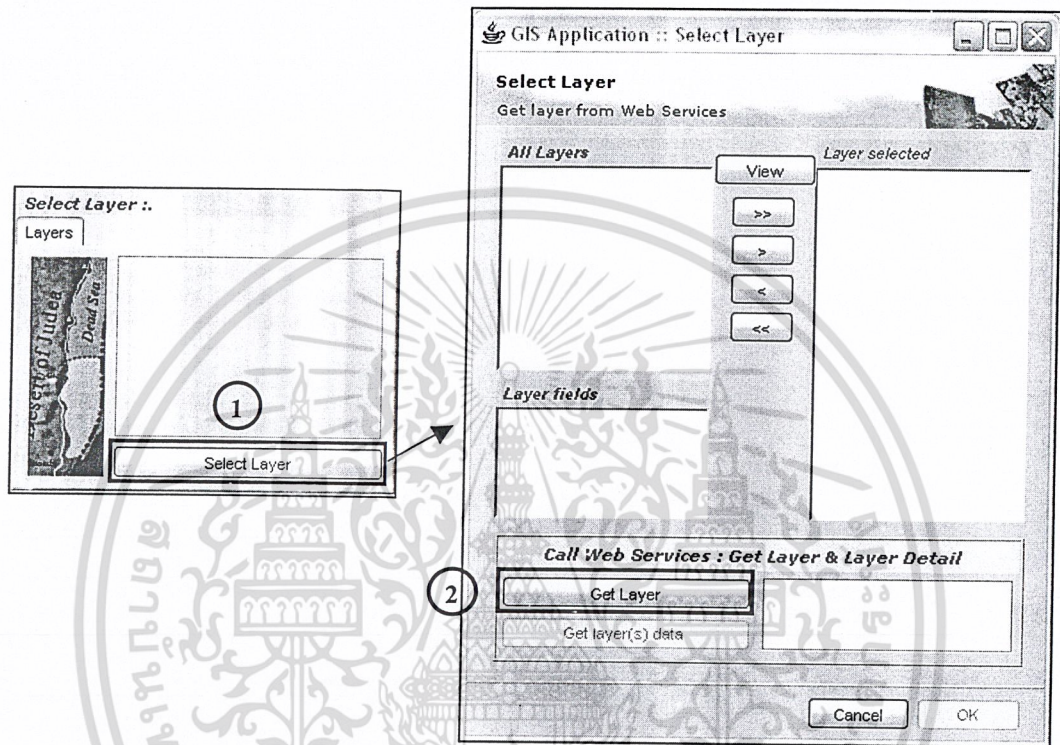 Select Layer :.
Layers
Dead Sea
of Judea
1
Select Layer
GIS Application :: Select Layer
Select Layer
Get layer from Web Services
All Layers
View
Layer selected
>>
>
<
<<
Layer fields
Call Web Services : Get Layer & Layer Detail
2
Get Layer
Get layer(s) data
Cancel
OK